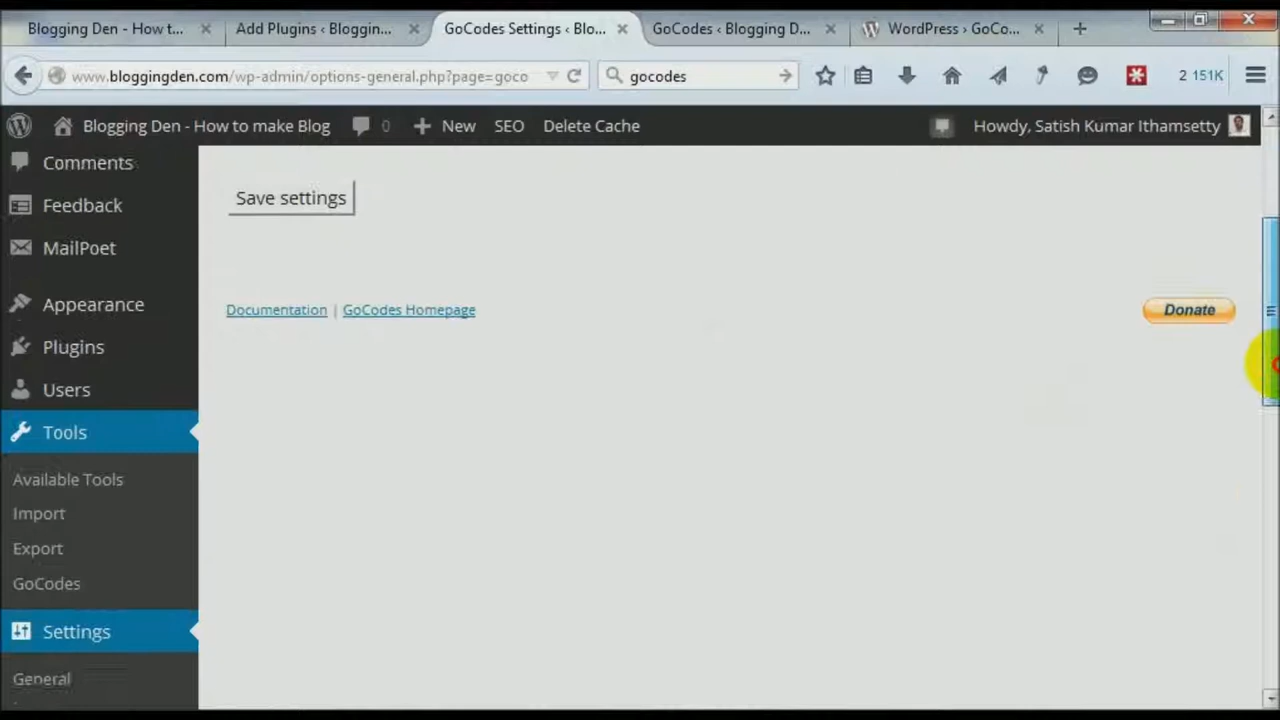 Blogging Den - How t...
Add Plugins ‹ Bloggin...
GoCodes Settings ‹ Blo...
GoCodes ‹ Blogging D...
WordPress › GoCo...
www.bloggingden.com/wp-admin/options-general.php?page=goco
gocodes
2 151K
Blogging Den - How to make Blog
0
New
SEO
Delete Cache
Howdy, Satish Kumar Ithamsetty
Comments
Save settings
Feedback
MailPoet
Appearance
Documentation | GoCodes Homepage
Donate
Plugins
Users
Tools
Available Tools
Import
Export
GoCodes
Settings
General